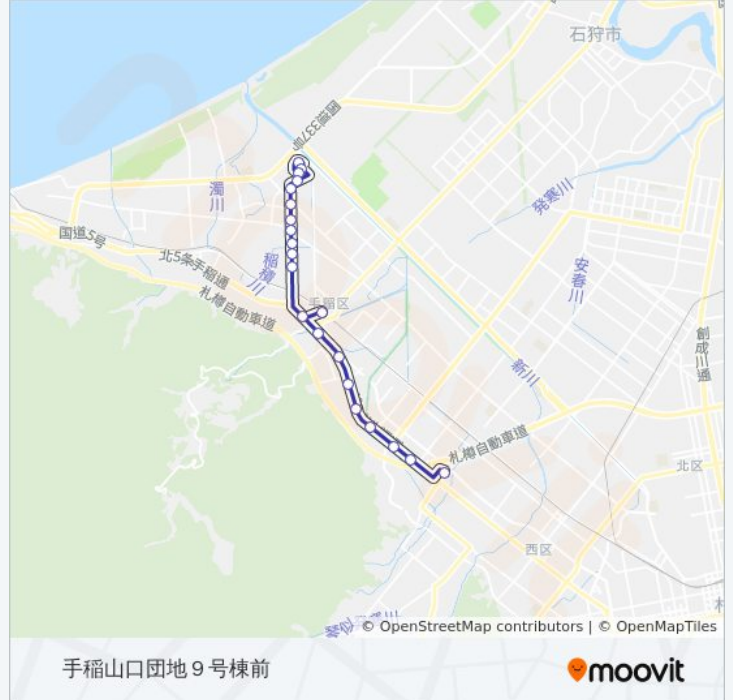 石狩市
国道337号
濁川
発寒川
国道5号
北5条手稲通
稲積川
安春川
札樽自動車道
手稲区
創成川通
新川
札樽自動車道
北区
西区
© OpenStreetMap contributors | © OpenMapTiles
手稲山口団地９号棟前
moovit